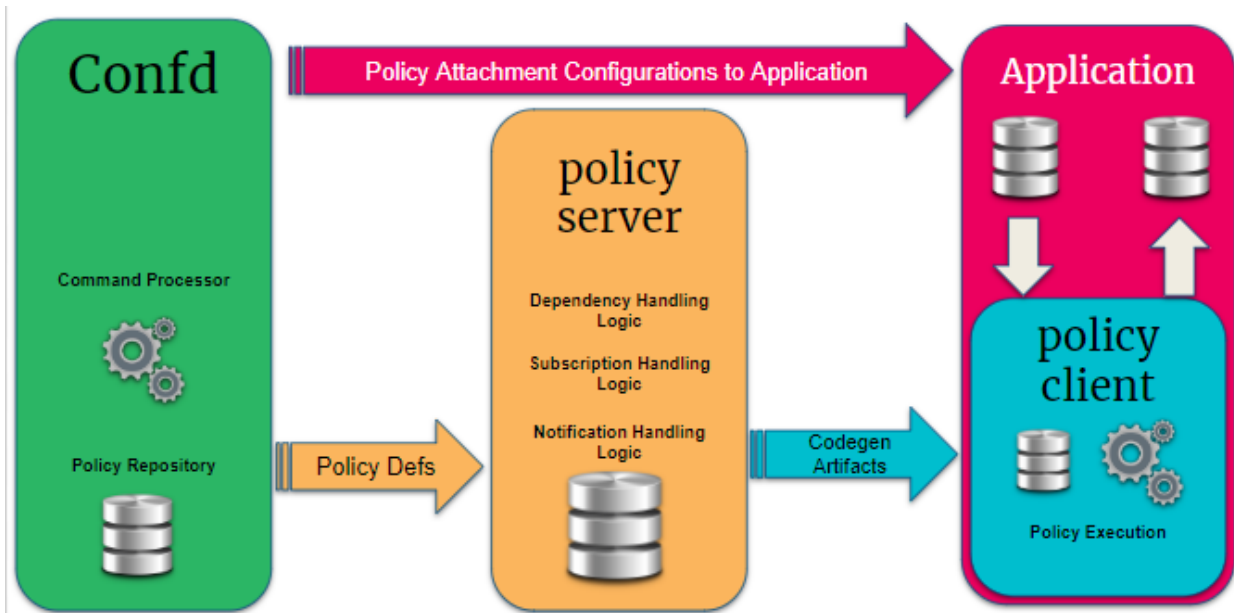 Confd
Command Processor
Policy Repository
Policy Attachment Configurations to Application
Policy Defs
policy
server
Dependency Handling
Logic
Subscription Handling
Logic
Notification Handling
Logic
Codegen
Artifacts
Application
policy
client
Policy Execution